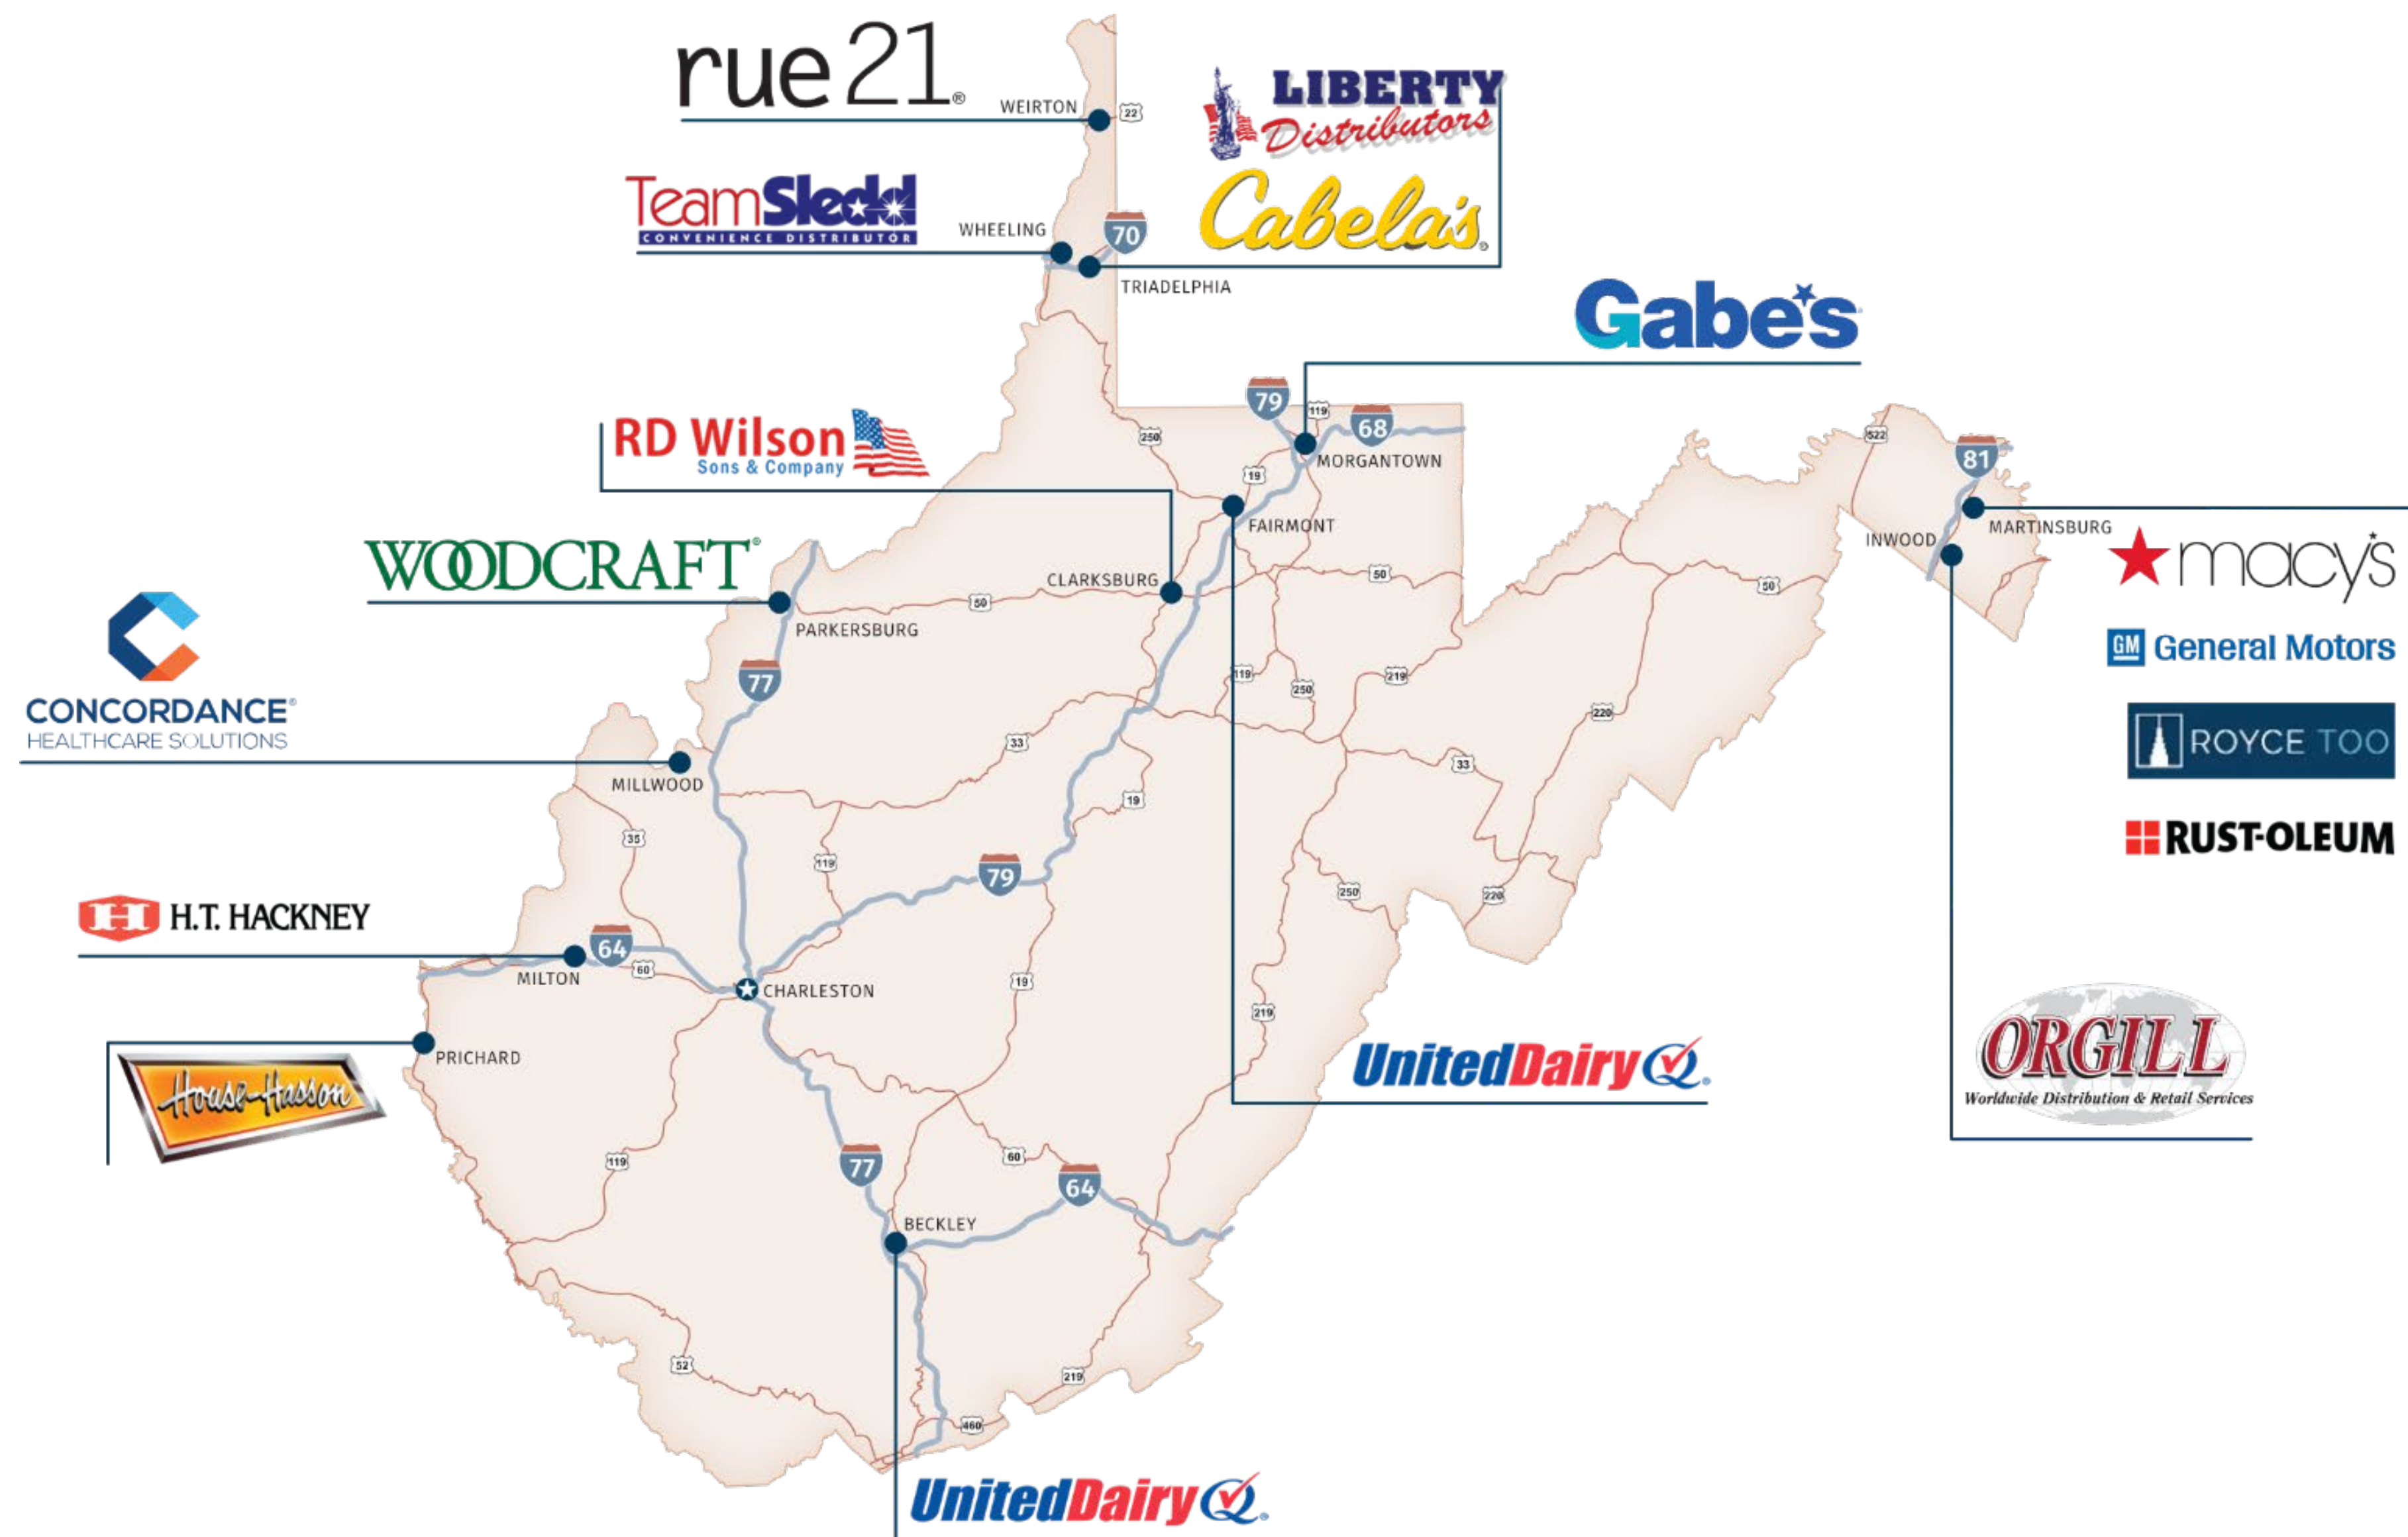 rue21®
WEIRTON
22
LIBERTY
Distributors
TeamSledd
CONVENIENCE DISTRIBUTOR
WHEELING
70
Cabela's®
TRIADELPHIA
Gabe's
79
119
68
250
MORGANTOWN
19
RD Wilson
Sons & Company
FAIRMONT
522
81
MARTINSBURG
INWOOD
macy's
GM General Motors
ROYCE TOO
RUST-OLEUM
WOODCRAFT®
CLARKSBURG
50
50
50
PARKERSBURG
77
119
250
219
220
CONCORDANCE®
HEALTHCARE SOLUTIONS
MILLWOOD
33
33
19
35
119
79
250
220
H H.T. HACKNEY
64
60
MILTON
CHARLESTON
19
219
PRICHARD
House-Hasson
UnitedDairy®
ORGILL
Worldwide Distribution & Retail Services
119
77
60
64
BECKLEY
52
219
460
UnitedDairy®